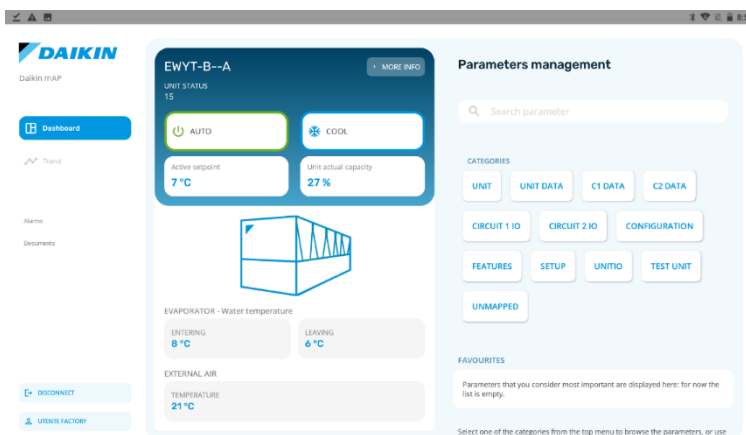 8:5
DAIKIN
Daikin mAP
Dashboard
Trend
Alarms
Documents
DISCONNECT
UTENTE FACTORY
EWYT-B--A
+ MORE INFO
UNIT STATUS
15
AUTO
COOL
Active setpoint
7 °C
Unit actual capacity
27 %
EVAPORATOR - Water temperature
ENTERING
8 °C
LEAVING
6 °C
EXTERNAL AIR
TEMPERATURE
21 °C
Parameters management
Search parameter
CATEGORIES
UNIT UNIT DATA C1 DATA C2 DATA
CIRCUIT 1 IO CIRCUIT 2 IO CONFIGURATION
FEATURES SETUP UNITIO TEST UNIT
UNMAPPED
FAVOURITES
Parameters that you consider most important are displayed here: for now the
list is empty.
Select one of the categories from the top menu to browse the parameters, or use